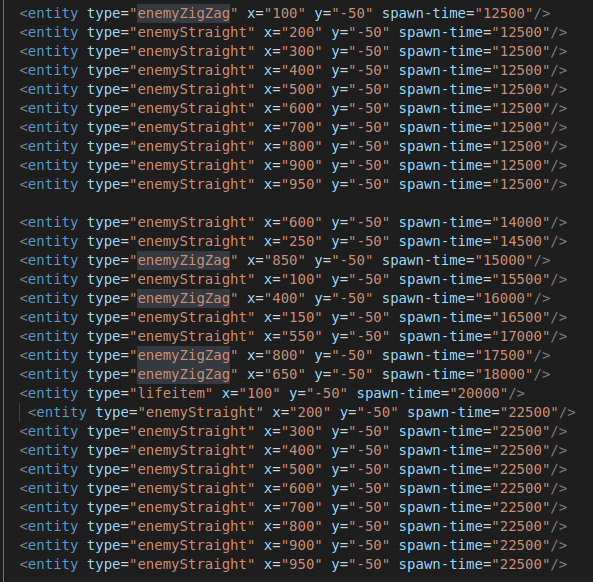 <entity type="enemyZigZag" x="100" y="-50" spawn-time="12500"/>
<entity type="enemyStraight" x="200" y="-50" spawn-time="12500"/>
<entity type="enemyStraight" x="300" y="-50" spawn-time="12500"/>
<entity type="enemyStraight" x="400" y="-50" spawn-time="12500"/>
<entity type="enemyStraight" x="500" y="-50" spawn-time="12500"/>
<entity type="enemyStraight" x="600" y="-50" spawn-time="12500"/>
<entity type="enemyStraight" x="700" y="-50" spawn-time="12500"/>
<entity type="enemyStraight" x="800" y="-50" spawn-time="12500"/>
<entity type="enemyStraight" x="900" y="-50" spawn-time="12500"/>
<entity type="enemyStraight" x="950" y="-50" spawn-time="12500"/>

<entity type="enemyStraight" x="600" y="-50" spawn-time="14000"/>
<entity type="enemyStraight" x="250" y="-50" spawn-time="14500"/>
<entity type="enemyZigZag" x="850" y="-50" spawn-time="15000"/>
<entity type="enemyStraight" x="100" y="-50" spawn-time="15500"/>
<entity type="enemyZigZag" x="400" y="-50" spawn-time="16000"/>
<entity type="enemyStraight" x="150" y="-50" spawn-time="16500"/>
<entity type="enemyStraight" x="550" y="-50" spawn-time="17000"/>
<entity type="enemyZigZag" x="800" y="-50" spawn-time="17500"/>
<entity type="enemyZigZag" x="650" y="-50" spawn-time="18000"/>
<entity type="lifeitem" x="100" y="-50" spawn-time="20000"/>
 <entity type="enemyStraight" x="200" y="-50" spawn-time="22500"/>
<entity type="enemyStraight" x="300" y="-50" spawn-time="22500"/>
<entity type="enemyStraight" x="400" y="-50" spawn-time="22500"/>
<entity type="enemyStraight" x="500" y="-50" spawn-time="22500"/>
<entity type="enemyStraight" x="600" y="-50" spawn-time="22500"/>
<entity type="enemyStraight" x="700" y="-50" spawn-time="22500"/>
<entity type="enemyStraight" x="800" y="-50" spawn-time="22500"/>
<entity type="enemyStraight" x="900" y="-50" spawn-time="22500"/>
<entity type="enemyStraight" x="950" y="-50" spawn-time="22500"/>